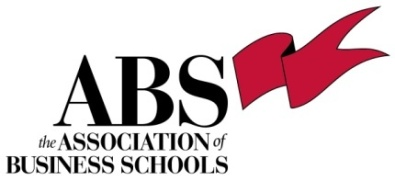 ABS
the ASSOCIATION of
BUSINESS SCHOOLS